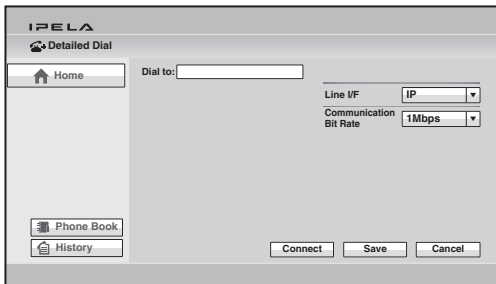 IPELA
Detailed Dial
Home
Dial to:
Line I/F
IP
Communication
Bit Rate
1Mbps
Phone Book
History
Connect
Save
Cancel